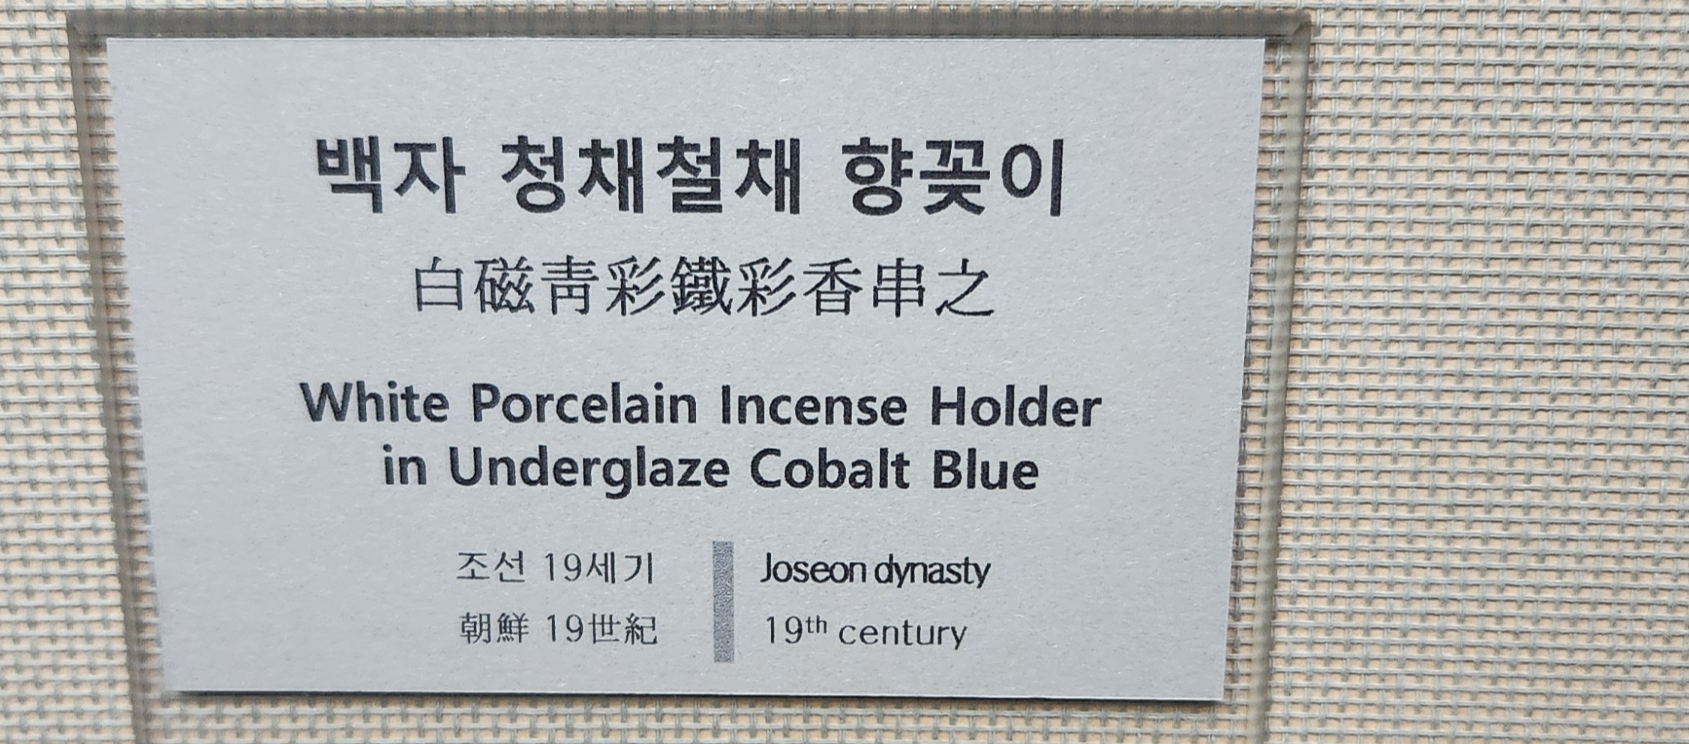 백자 청채철채 향꽂이
白磁靑彩鐵彩香串之
White Porcelain Incense Holder
in Underglaze Cobalt Blue
조선 19세기
朝鮮 19世紀
Joseon dynasty
19th century